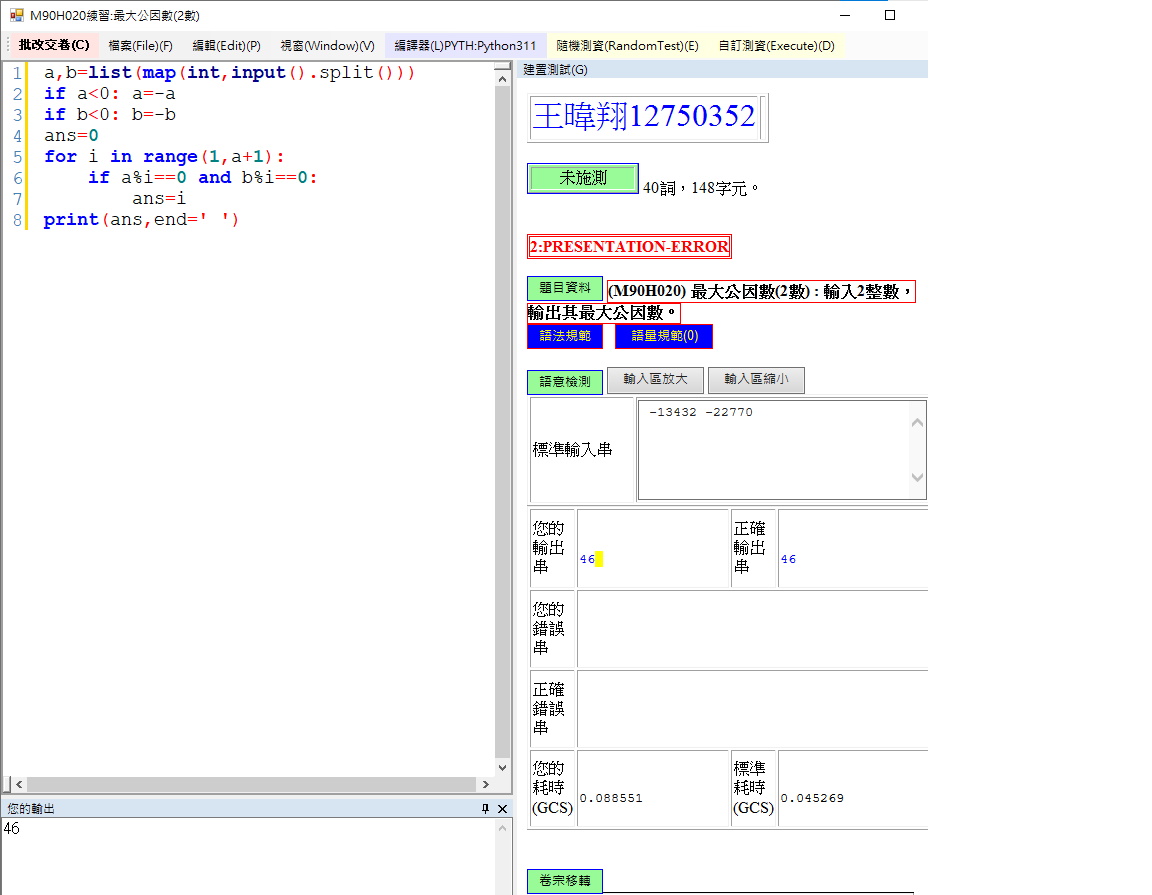 M90H020練習:最大公因數(2數)
批改交卷(C) 檔案(File)(F) 編輯(Edit)(P) 視窗(Window)(V) 編譯器(L)PYTH:Python311 隨機測資(RandomTest)(E) 自訂測資(Execute)(D)
1 a,b=list(map(int,input().split()))
2 if a<0: a=-a
3 if b<0: b=-b
4 ans=0
5 for i in range(1,a+1):
6     if a%i==0 and b%i==0:
7         ans=i
8 print(ans,end=' ')
您的輸出
46
建置測試(G)
王暐翔12750352
未施測 40詞，148字元。
2:PRESENTATION-ERROR
題目資料 (M90H020) 最大公因數(2數) : 輸入2整數，
輸出其最大公因數。
語法規範 語量規範(0)
語意檢測 輸入區放大 輸入區縮小
標準輸入串 -13432 -22770
您的
輸出
串
46
正確
輸出
串
46
您的
錯誤
串
正確
錯誤
串
您的
耗時
(GCS)
0.088551
標準
耗時
(GCS)
0.045269
卷宗移轉